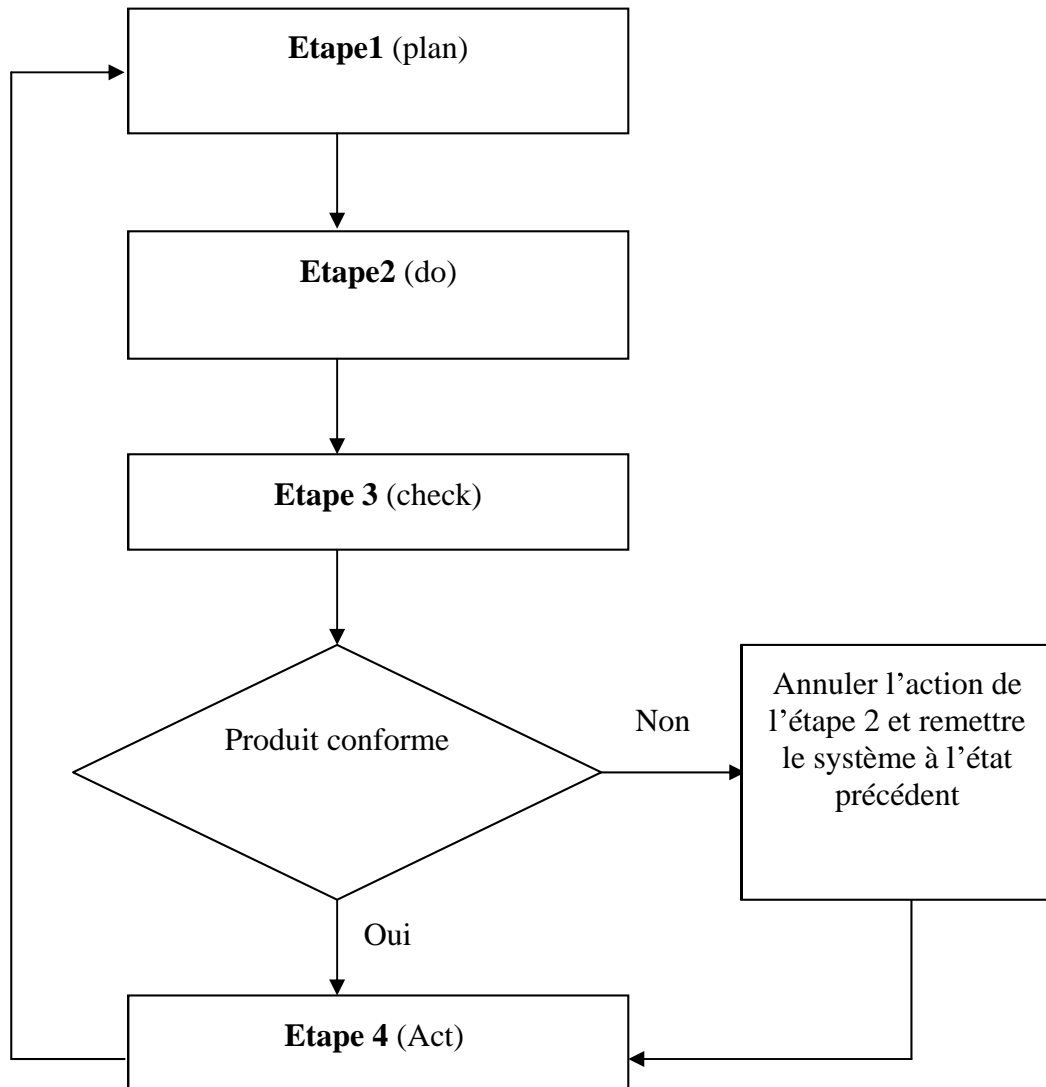 Etape1 (plan)
Etape2 (do)
Etape 3 (check)
Produit conforme
Non
Annuler l’action de
l’étape 2 et remettre
le système à l’état
précédent
Oui
Etape 4 (Act)